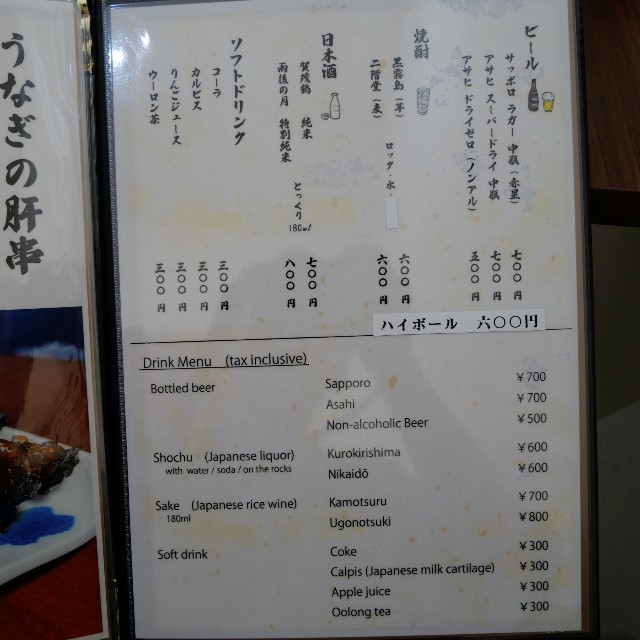 うなぎの肝串
ビール
サッポロ ラガー 中瓶(赤星) 七〇〇円
アサヒ スーパードライ 中瓶 七〇〇円
アサヒ ドライゼロ(ノンアル) 五〇〇円
焼酎
黒霧島(芋) ロック・水・ 六〇〇円
二階堂(麦) 六〇〇円
日本酒
賀茂鶴 純米 七〇〇円
雨後の月 特別純米 八〇〇円
とっくり 180ml
ソフトドリンク
コーラ 三〇〇円
カルピス 三〇〇円
りんごジュース 三〇〇円
ウーロン茶 三〇〇円
ハイボール 六〇〇円
Drink Menu (tax inclusive)
Bottled beer Sapporo ¥700
Asahi ¥700
Non-alcoholic Beer ¥500
Shochu (Japanese liquor) Kurokirishima ¥600
with water / soda / on the rocks Nikaidō ¥600
Sake (Japanese rice wine) Kamotsuru ¥700
180ml Ugonotsuki ¥800
Soft drink Coke ¥300
Calpis (Japanese milk cartilage) ¥300
Apple juice ¥300
Oolong tea ¥300